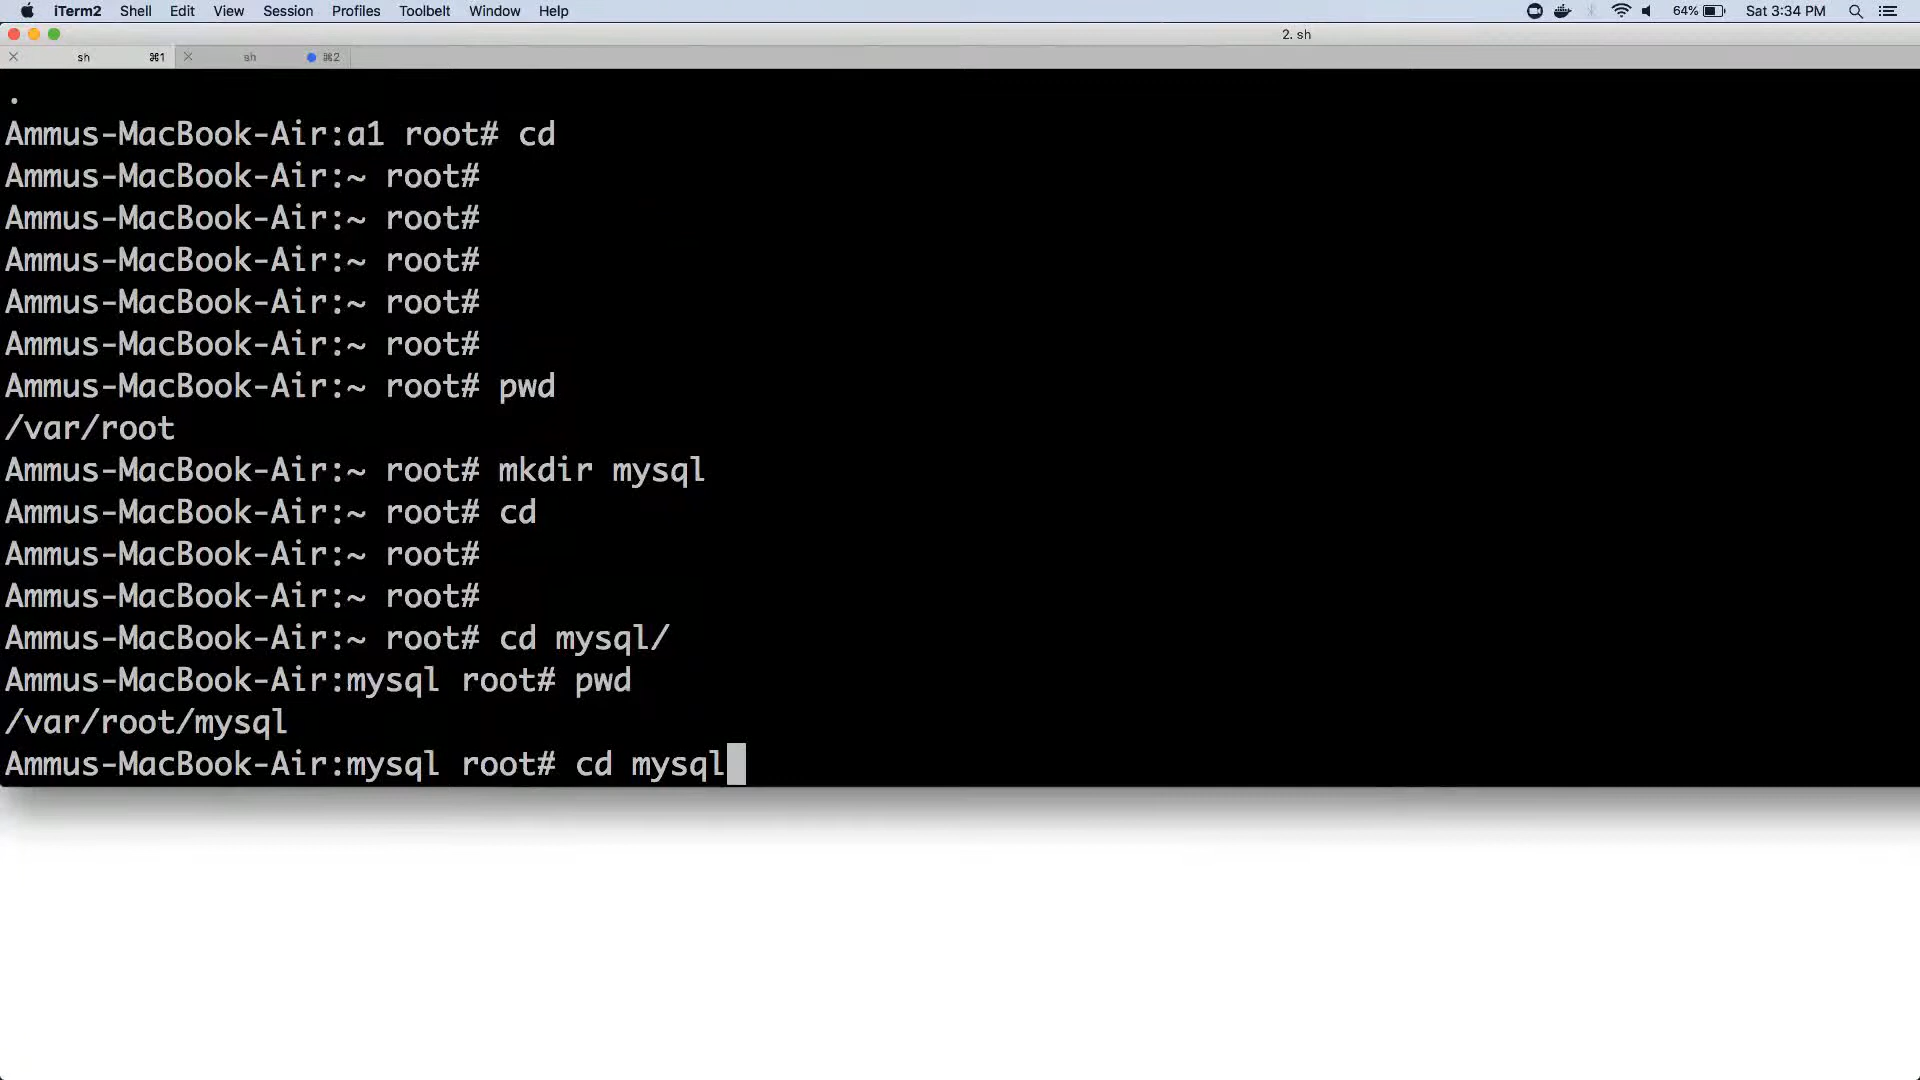 iTerm2 Shell Edit View Session Profiles Toolbelt Window Help 64% Sat 3:34 PM
2. sh
sh ⌘1 sh ⌘2
.
Ammus-MacBook-Air:a1 root# cd
Ammus-MacBook-Air:~ root#
Ammus-MacBook-Air:~ root#
Ammus-MacBook-Air:~ root#
Ammus-MacBook-Air:~ root#
Ammus-MacBook-Air:~ root#
Ammus-MacBook-Air:~ root# pwd
/var/root
Ammus-MacBook-Air:~ root# mkdir mysql
Ammus-MacBook-Air:~ root# cd
Ammus-MacBook-Air:~ root#
Ammus-MacBook-Air:~ root#
Ammus-MacBook-Air:~ root# cd mysql/
Ammus-MacBook-Air:mysql root# pwd
/var/root/mysql
Ammus-MacBook-Air:mysql root# cd mysql